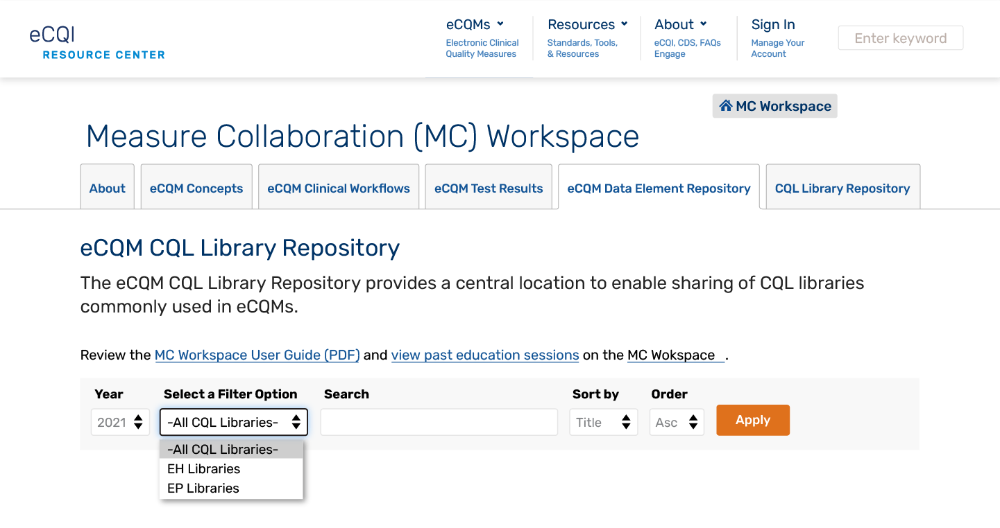 eCQI
RESOURCE CENTER
eCQMs
Electronic Clinical
Quality Measures
Resources
Standards, Tools,
& Resources
About
eCQI, CDS, FAQs
Engage
Sign In
Manage Your
Account
Enter keyword
MC Workspace
Measure Collaboration (MC) Workspace
About
eCQM Concepts
eCQM Clinical Workflows
eCQM Test Results
eCQM Data Element Repository
CQL Library Repository
eCQM CQL Library Repository
The eCQM CQL Library Repository provides a central location to enable sharing of CQL libraries
commonly used in eCQMs.
Review the MC Workspace User Guide (PDF) and view past education sessions on the MC Wokspace .
Year
Select a Filter Option
Search
Sort by
Order
2021
-All CQL Libraries-
Title
Asc
Apply
-All CQL Libraries-
EH Libraries
EP Libraries